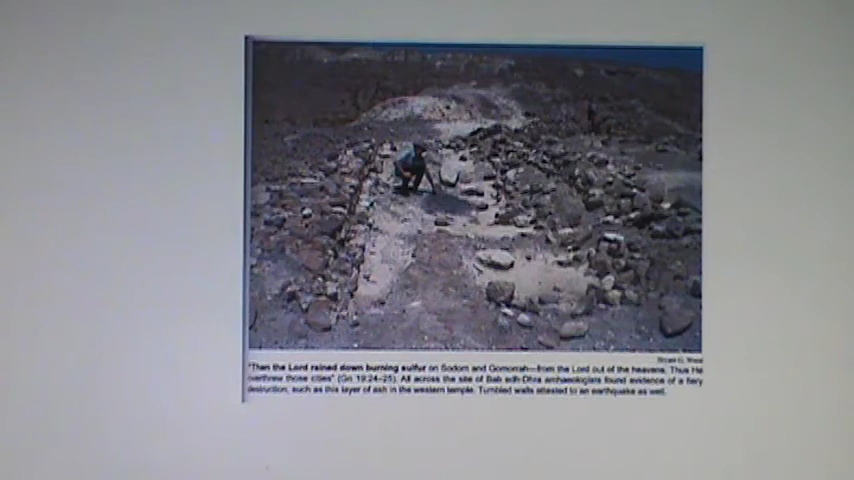 Bryant G. Wood
"Then the Lord rained down burning sulfur on Sodom and Gomorrah—from the Lord out of the heavens. Thus He
overthrew those cities" (Gn 19:24–25). All across the site of Bab edh-Dhra archaeologists found evidence of a fiery
destruction, such as this layer of ash in the western temple. Tumbled walls attested to an earthquake as well.